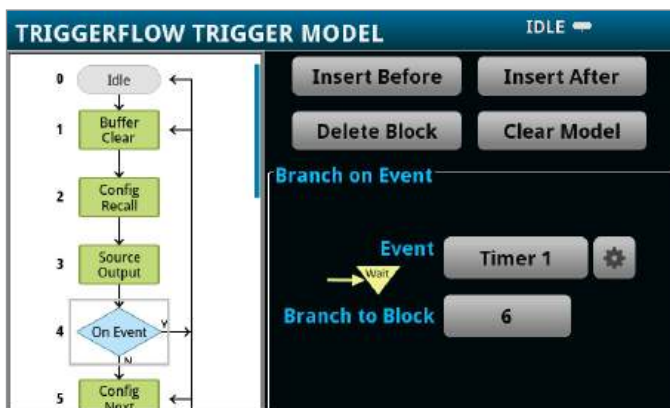 TRIGGERFLOW TRIGGER MODEL
IDLE
0
Idle
1
Buffer
Clear
2
Config
Recall
3
Source
Output
4
On Event
Y
N
5
Config
Next
Insert Before
Insert After
Delete Block
Clear Model
Branch on Event
Event
Timer 1
Wait
Branch to Block
6